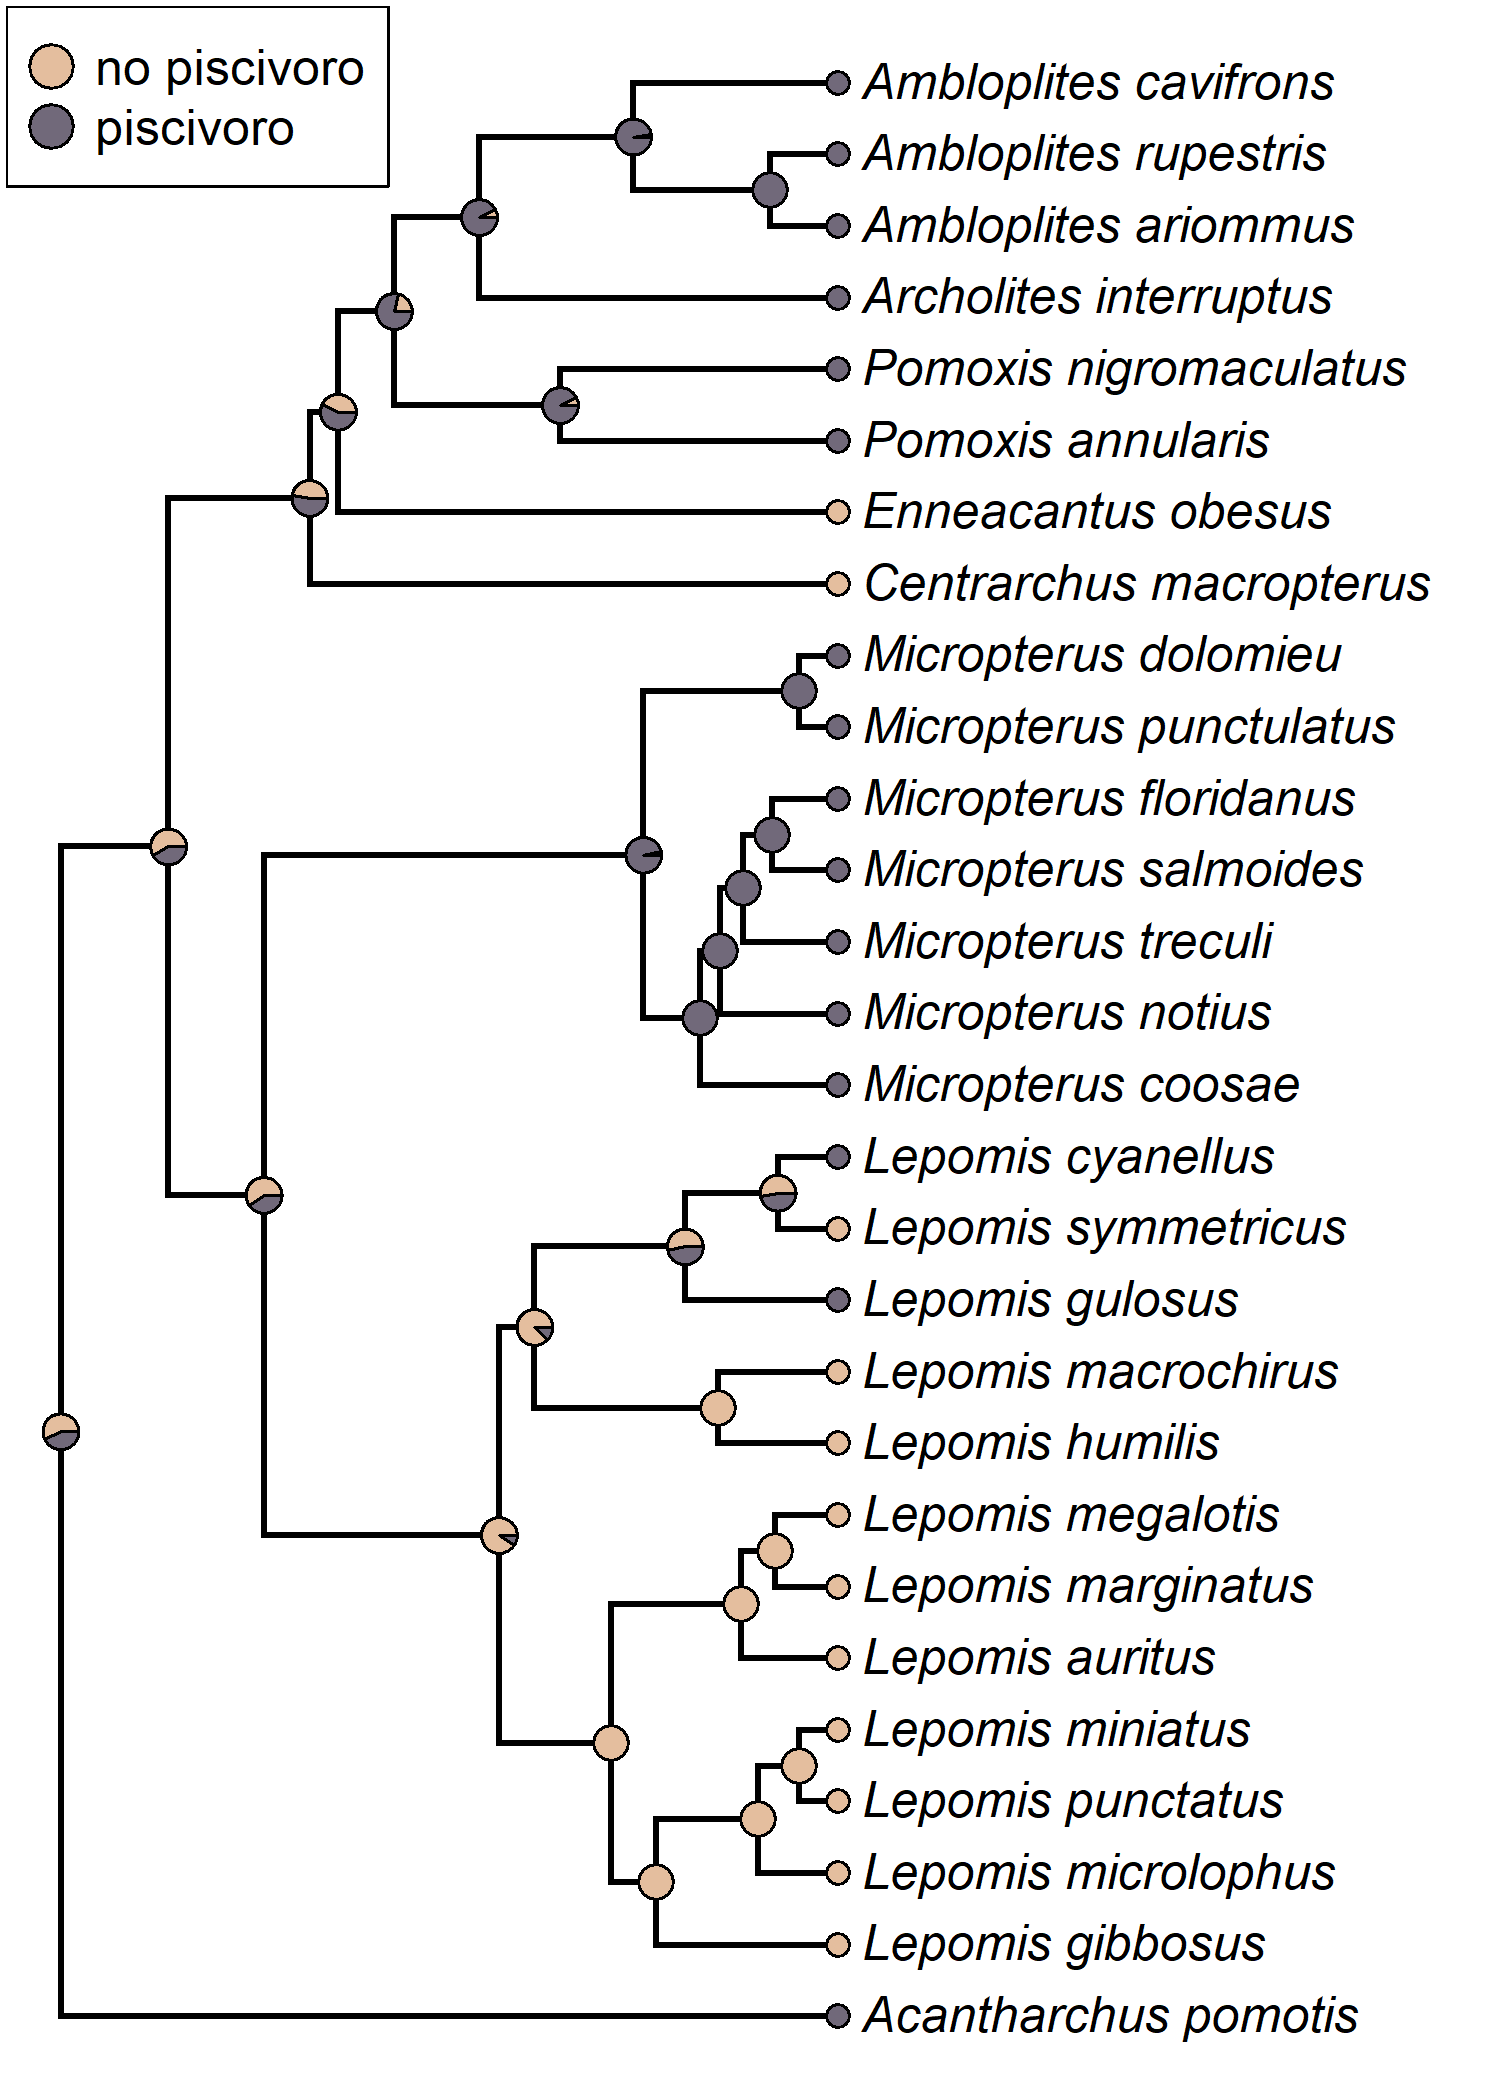 no piscivoro
piscivoro
Ambloplites cavifrons
Ambloplites rupestris
Ambloplites ariommus
Archolites interruptus
Pomoxis nigromaculatus
Pomoxis annularis
Enneacantus obesus
Centrarchus macropterus
Micropterus dolomieu
Micropterus punctulatus
Micropterus floridanus
Micropterus salmoides
Micropterus treculi
Micropterus notius
Micropterus coosae
Lepomis cyanellus
Lepomis symmetricus
Lepomis gulosus
Lepomis macrochirus
Lepomis humilis
Lepomis megalotis
Lepomis marginatus
Lepomis auritus
Lepomis miniatus
Lepomis punctatus
Lepomis microlophus
Lepomis gibbosus
Acantharchus pomotis